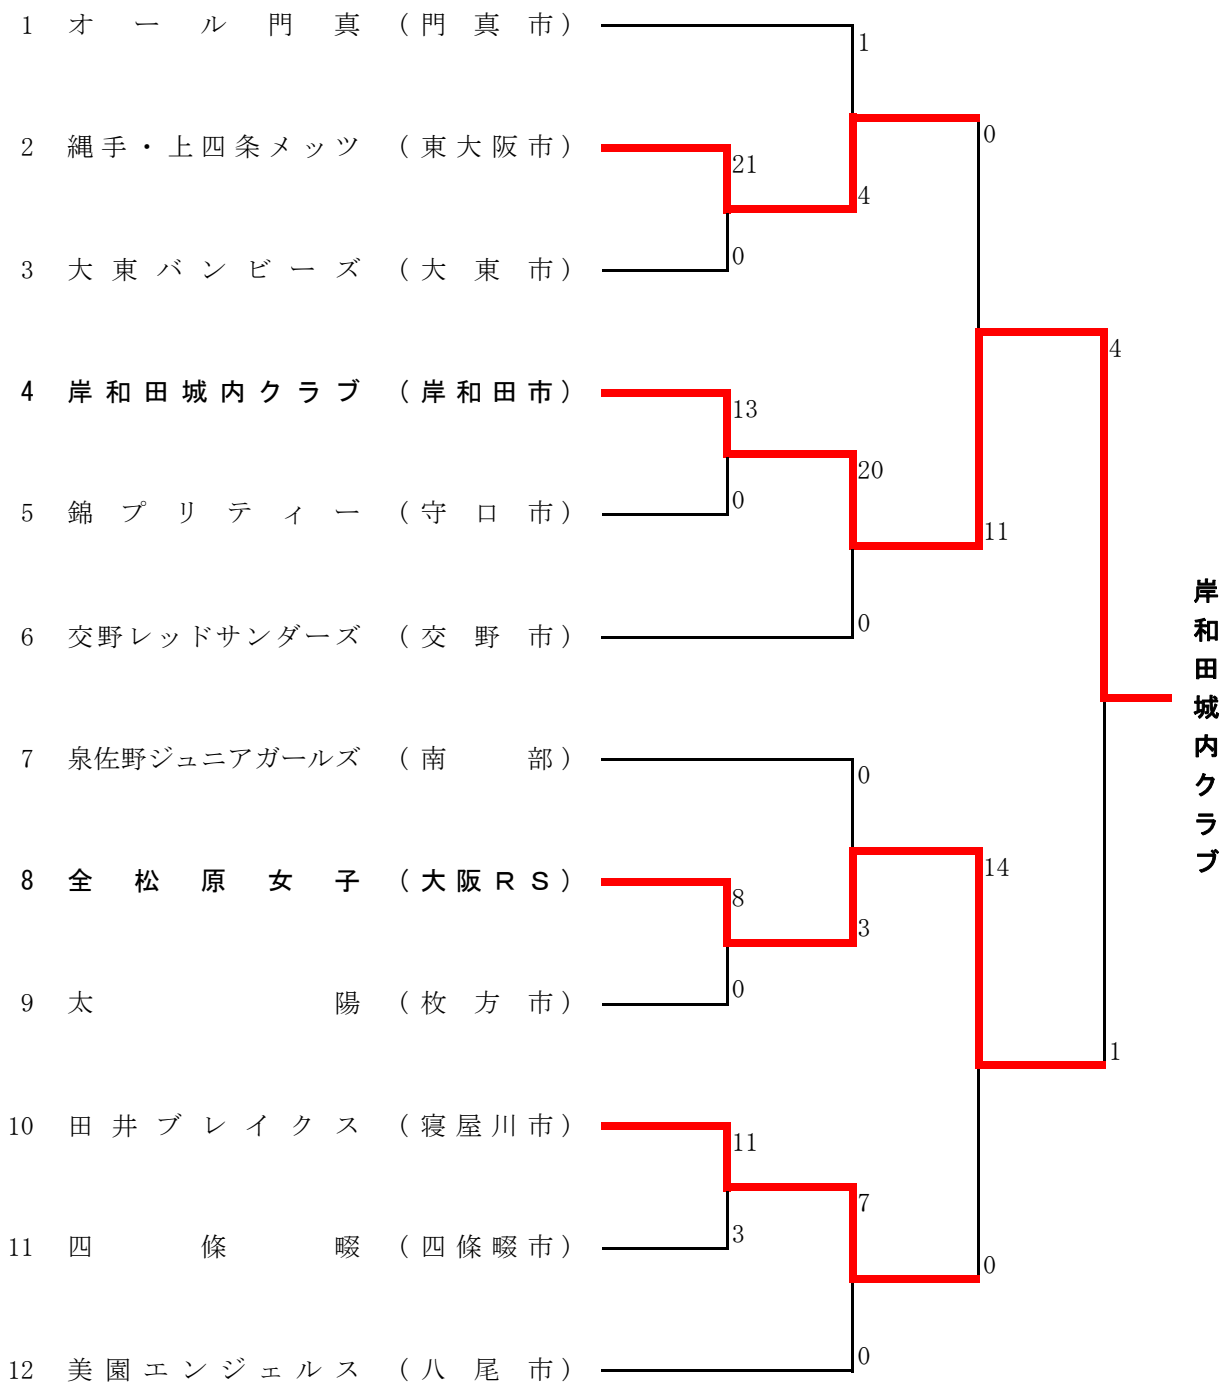 1 オール門真 （門真市）
1
2 縄手・上四条メッツ （東大阪市）
0
21
4
3 大東バンビーズ （大東市）
0
4
4 岸和田城内クラブ （岸和田市）
13
20
5 錦プリティー （守口市）
0
11
6 交野レッドサンダーズ （交野市）
0
岸和田城内クラブ
7 泉佐野ジュニアガールズ （南部）
0
8 全松原女子 （大阪ＲＳ）
14
8
3
9 太陽 （枚方市）
0
1
10 田井ブレイクス （寝屋川市）
11
7
11 四條畷 （四條畷市）
3
0
12 美園エンジェルス （八尾市）
0